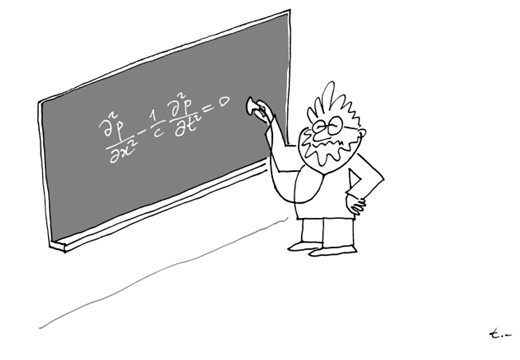 ∂²p/∂x² - 1/c ∂²p/∂t² = 0
t.-